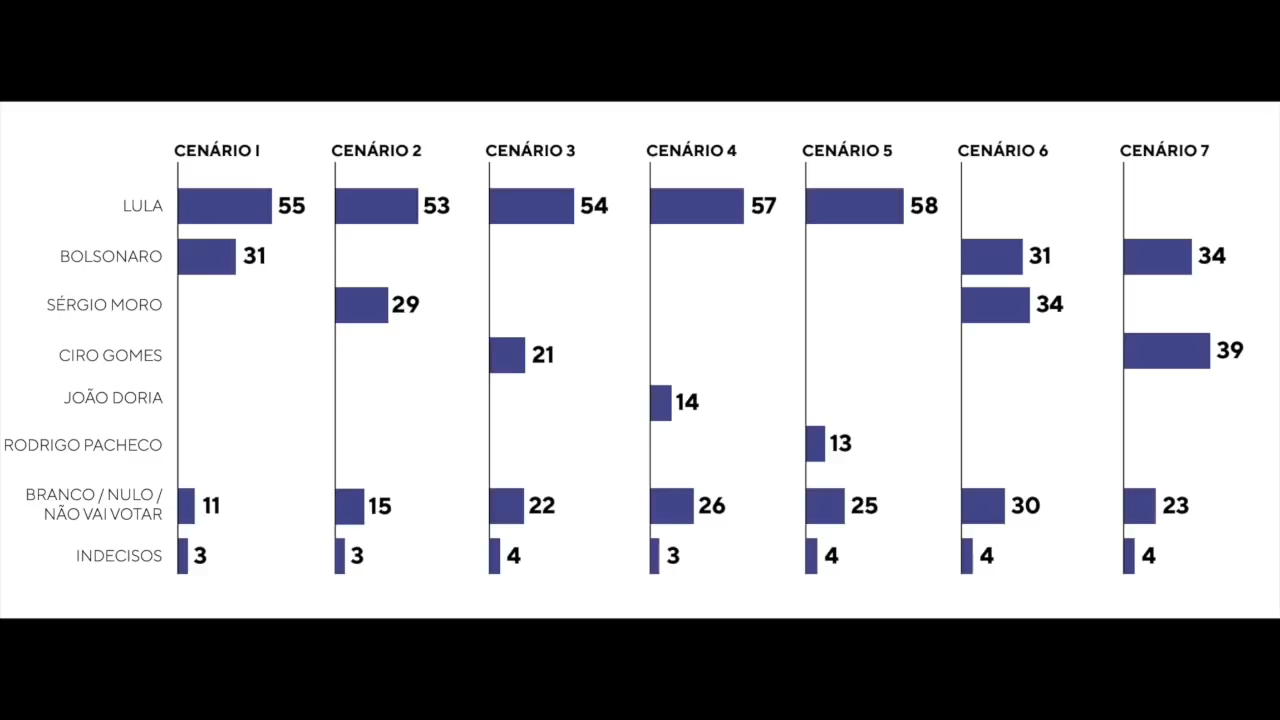 CENÁRIO 1 CENÁRIO 2 CENÁRIO 3 CENÁRIO 4 CENÁRIO 5 CENÁRIO 6 CENÁRIO 7
LULA 55 53 54 57 58
BOLSONARO 31 31 34
SÉRGIO MORO 29 34
CIRO GOMES 21 39
JOÃO DORIA 14
RODRIGO PACHECO 13
BRANCO / NULO /
NÃO VAI VOTAR 11 15 22 26 25 30 23
INDECISOS 3 3 4 3 4 4 4